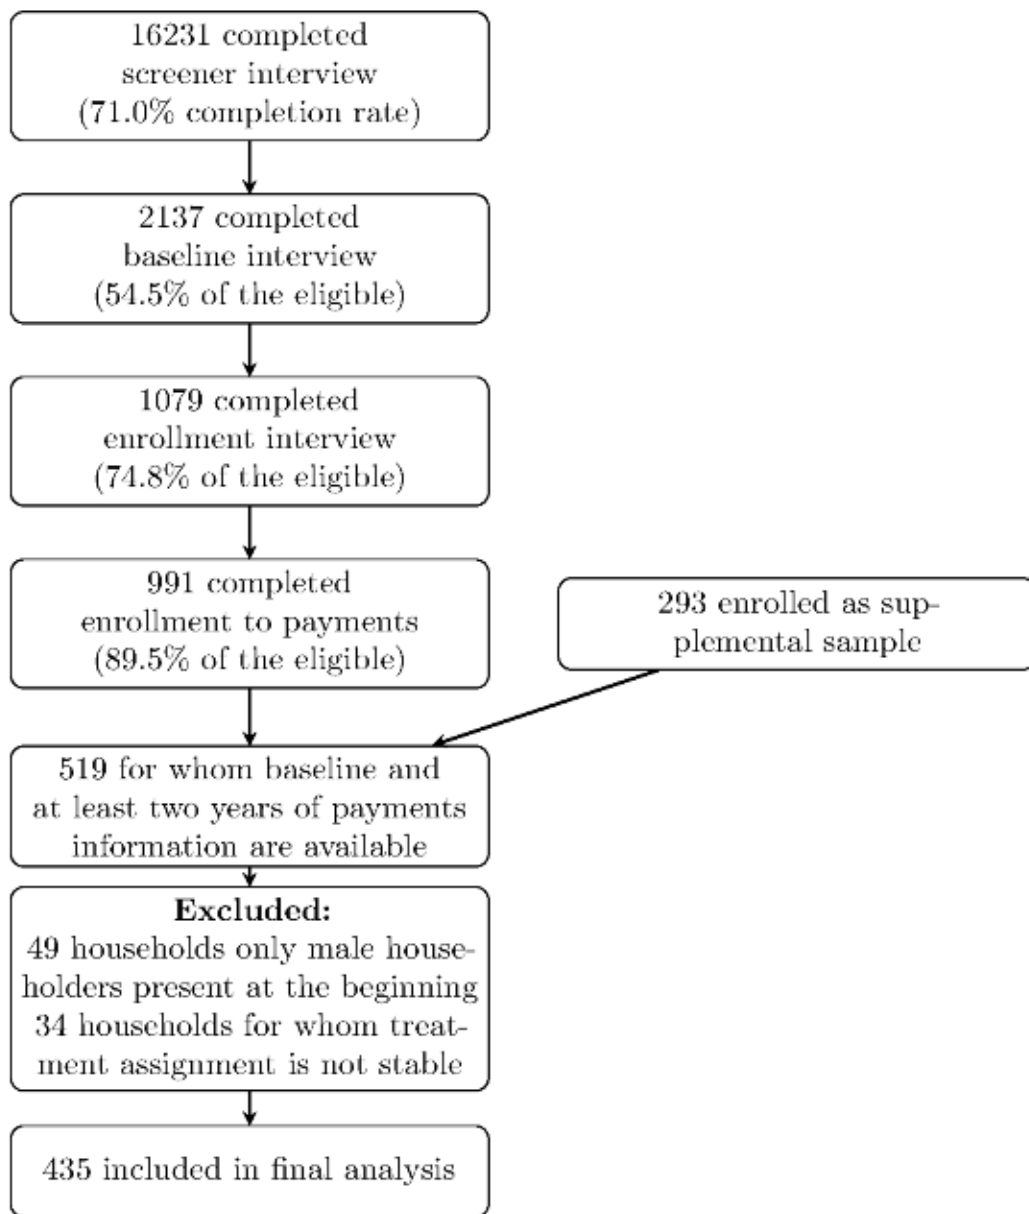 16231 completed
screener interview
(71.0% completion rate)
2137 completed
baseline interview
(54.5% of the eligible)
1079 completed
enrollment interview
(74.8% of the eligible)
991 completed
enrollment to payments
(89.5% of the eligible)
293 enrolled as sup-
plemental sample
519 for whom baseline and
at least two years of payments
information are available
Excluded:
49 households only male house-
holders present at the beginning
34 households for whom treat-
ment assignment is not stable
435 included in final analysis